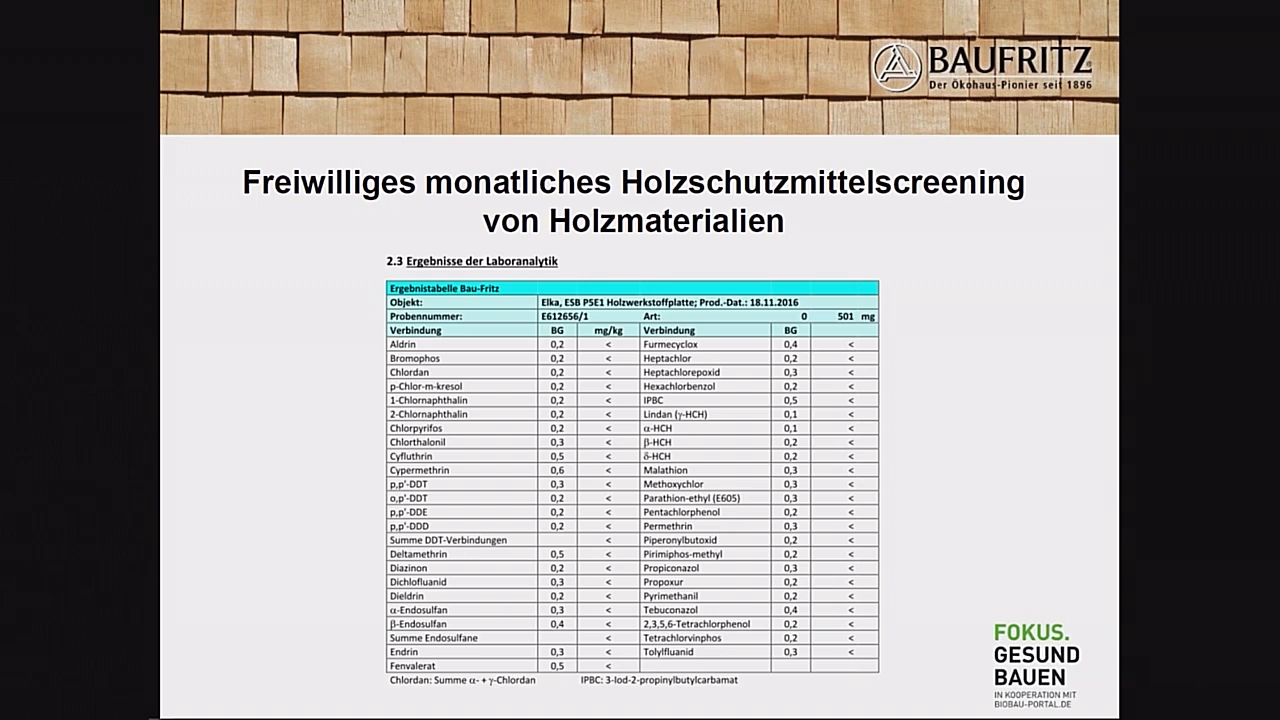 BAUFRITZ
Der Ökohaus-Pionier seit 1896
Freiwilliges monatliches Holzschutzmittelscreening
von Holzmaterialien
2.3 Ergebnisse der Laboranalytik
Ergebnistabelle Bau-Fritz
Objekt: Elka, ESB P5E1 Holzwerkstoffplatte; Prod.-Dat.: 18.11.2016
Probennummer: E612656/1 Art: 0 501 mg
Verbindung BG mg/kg Verbindung BG
Aldrin 0,2 < Furmecyclox 0,4 <
Bromophos 0,2 < Heptachlor 0,2 <
Chlordan 0,2 < Heptachlorepoxid 0,3 <
p-Chlor-m-kresol 0,2 < Hexachlorbenzol 0,2 <
1-Chlornaphthalin 0,2 < IPBC 0,5 <
2-Chlornaphthalin 0,2 < Lindan (γ-HCH) 0,1 <
Chlorpyrifos 0,2 < α-HCH 0,1 <
Chlorthalonil 0,3 < β-HCH 0,2 <
Cyfluthrin 0,5 < δ-HCH 0,2 <
Cypermethrin 0,6 < Malathion 0,3 <
p,p'-DDT 0,3 < Methoxychlor 0,3 <
o,p'-DDT 0,2 < Parathion-ethyl (E605) 0,3 <
p,p'-DDE 0,2 < Pentachlorphenol 0,2 <
p,p'-DDD 0,2 < Permethrin 0,3 <
Summe DDT-Verbindungen < Piperonylbutoxid 0,2 <
Deltamethrin 0,5 < Pirimiphos-methyl 0,2 <
Diazinon 0,2 < Propiconazol 0,3 <
Dichlofluanid 0,3 < Propoxur 0,2 <
Dieldrin 0,2 < Pyrimethanil 0,2 <
α-Endosulfan 0,3 < Tebuconazol 0,4 <
β-Endosulfan 0,4 < 2,3,5,6-Tetrachlorphenol 0,2 <
Summe Endosulfane < Tetrachlorvinphos 0,2 <
Endrin 0,3 < Tolylfluanid 0,3 <
Fenvalerat 0,5 <
Chlordan: Summe α- + γ-Chlordan IPBC: 3-Iod-2-propinylbutylcarbamat
FOKUS.
GESUND
BAUEN
IN KOOPERATION MIT
BIOBAU-PORTAL.DE